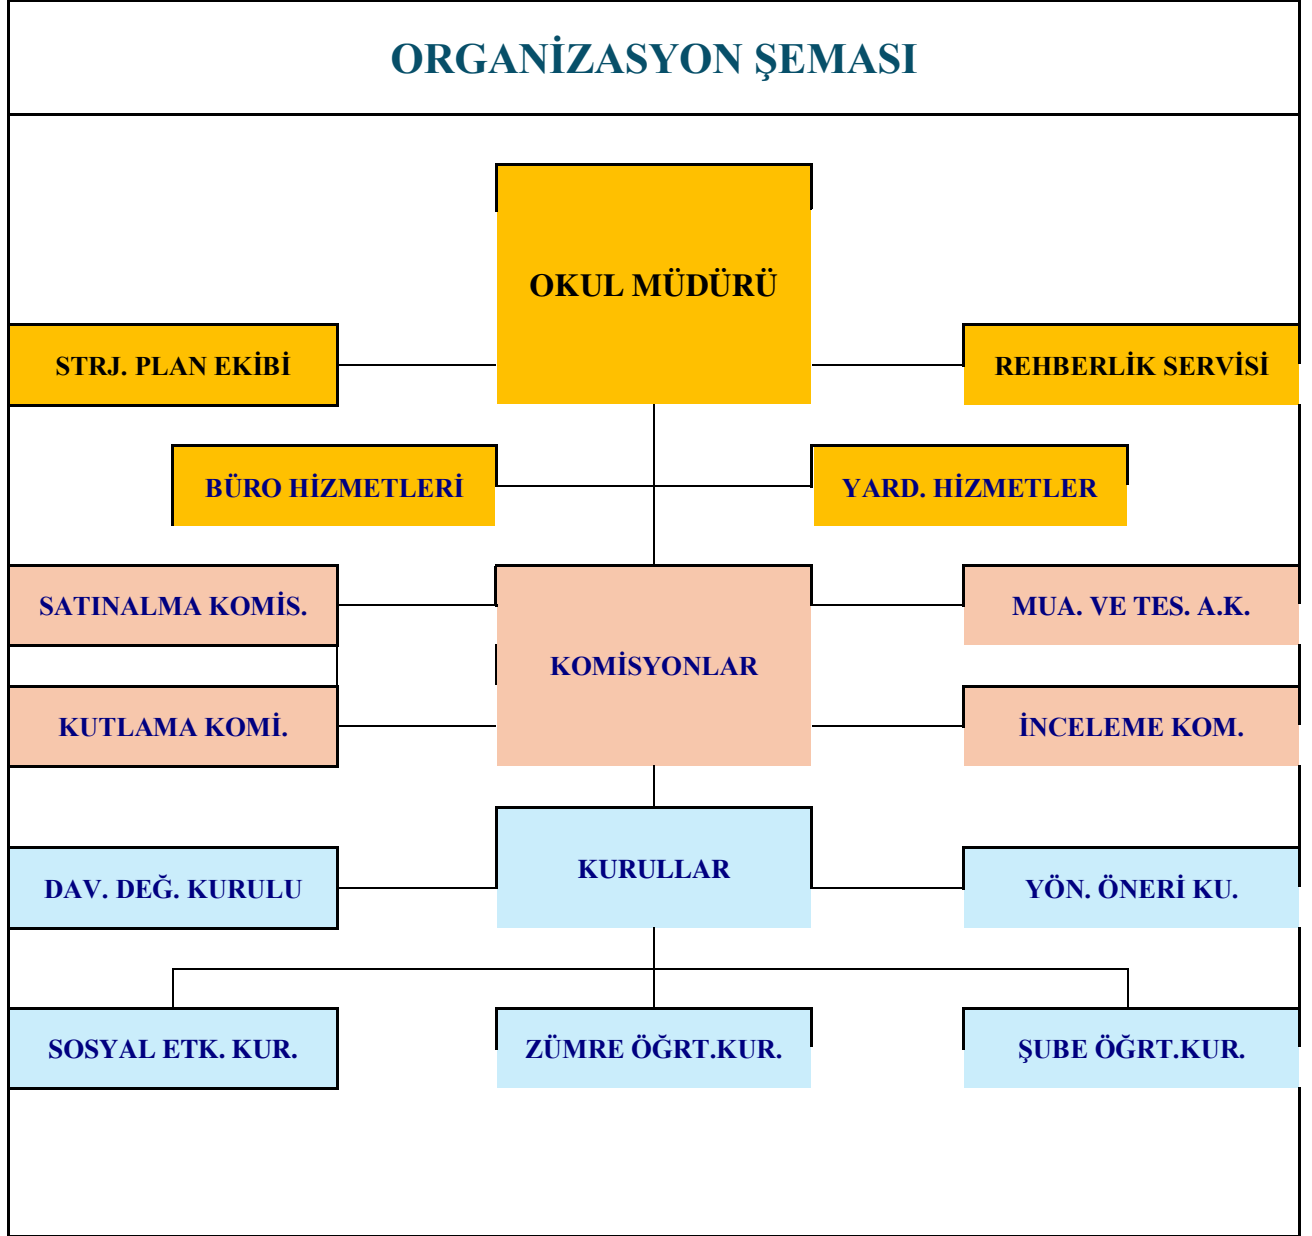 ORGANİZASYON ŞEMASI
OKUL MÜDÜRÜ
STRJ. PLAN EKİBİ
REHBERLİK SERVİSİ
BÜRO HİZMETLERİ
YARD. HİZMETLER
SATINALMA KOMİS.
MUA. VE TES. A.K.
KOMİSYONLAR
KUTLAMA KOMİ.
İNCELEME KOM.
KURULLAR
DAV. DEĞ. KURULU
YÖN. ÖNERİ KU.
SOSYAL ETK. KUR.
ZÜMRE ÖĞRT.KUR.
ŞUBE ÖĞRT.KUR.